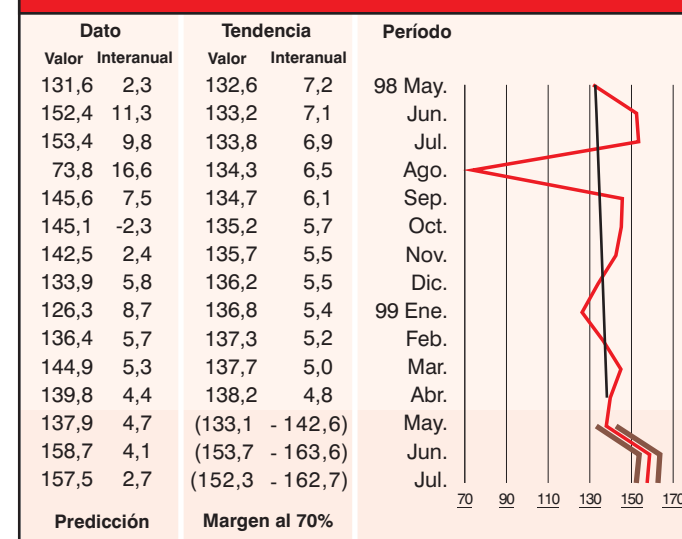 Dato Tendencia Período
Valor Interanual Valor Interanual
131,6 2,3 132,6 7,2 98 May.
152,4 11,3 133,2 7,1 Jun.
153,4 9,8 133,8 6,9 Jul.
73,8 16,6 134,3 6,5 Ago.
145,6 7,5 134,7 6,1 Sep.
145,1 -2,3 135,2 5,7 Oct.
142,5 2,4 135,7 5,5 Nov.
133,9 5,8 136,2 5,5 Dic.
126,3 8,7 136,8 5,4 99 Ene.
136,4 5,7 137,3 5,2 Feb.
144,9 5,3 137,7 5,0 Mar.
139,8 4,4 138,2 4,8 Abr.
137,9 4,7 (133,1 - 142,6) May.
158,7 4,1 (153,7 - 163,6) Jun.
157,5 2,7 (152,3 - 162,7) Jul.
70 90 110 130 150 170
Predicción Margen al 70%